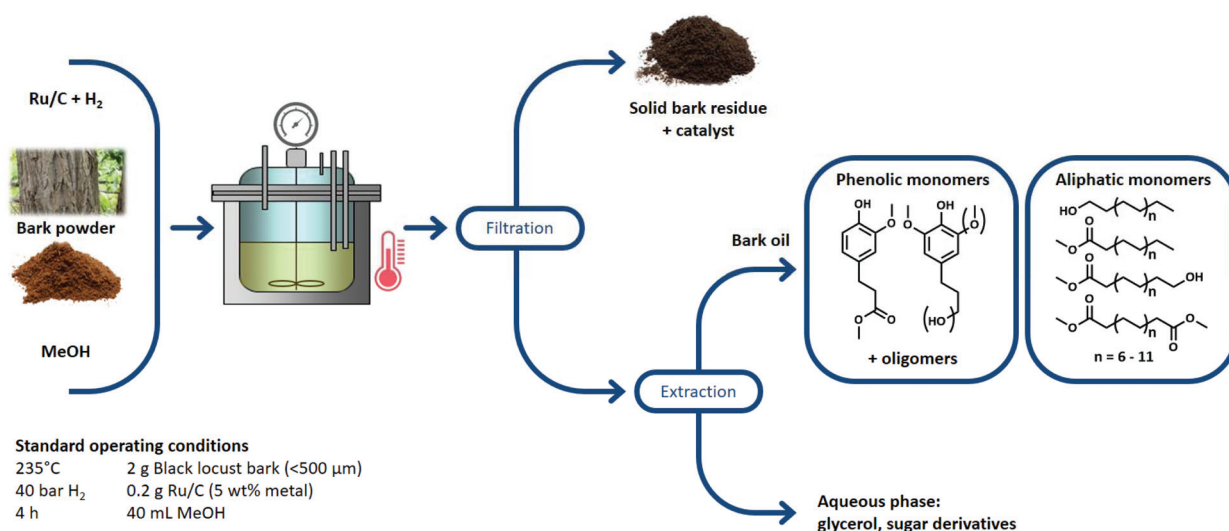 Ru/C + H2
Bark powder
MeOH
Filtration
Solid bark residue
+ catalyst
Bark oil
Extraction
Phenolic monomers
OH
O
OH
O
(O)
O
O
(HO)
+ oligomers
Aliphatic monomers
HO
n
O
O
n
O
O
n
OH
O
O
n
O
O
n = 6 - 11
Aqueous phase:
glycerol, sugar derivatives
Standard operating conditions
235°C 2 g Black locust bark (<500 µm)
40 bar H2 0.2 g Ru/C (5 wt% metal)
4 h 40 mL MeOH